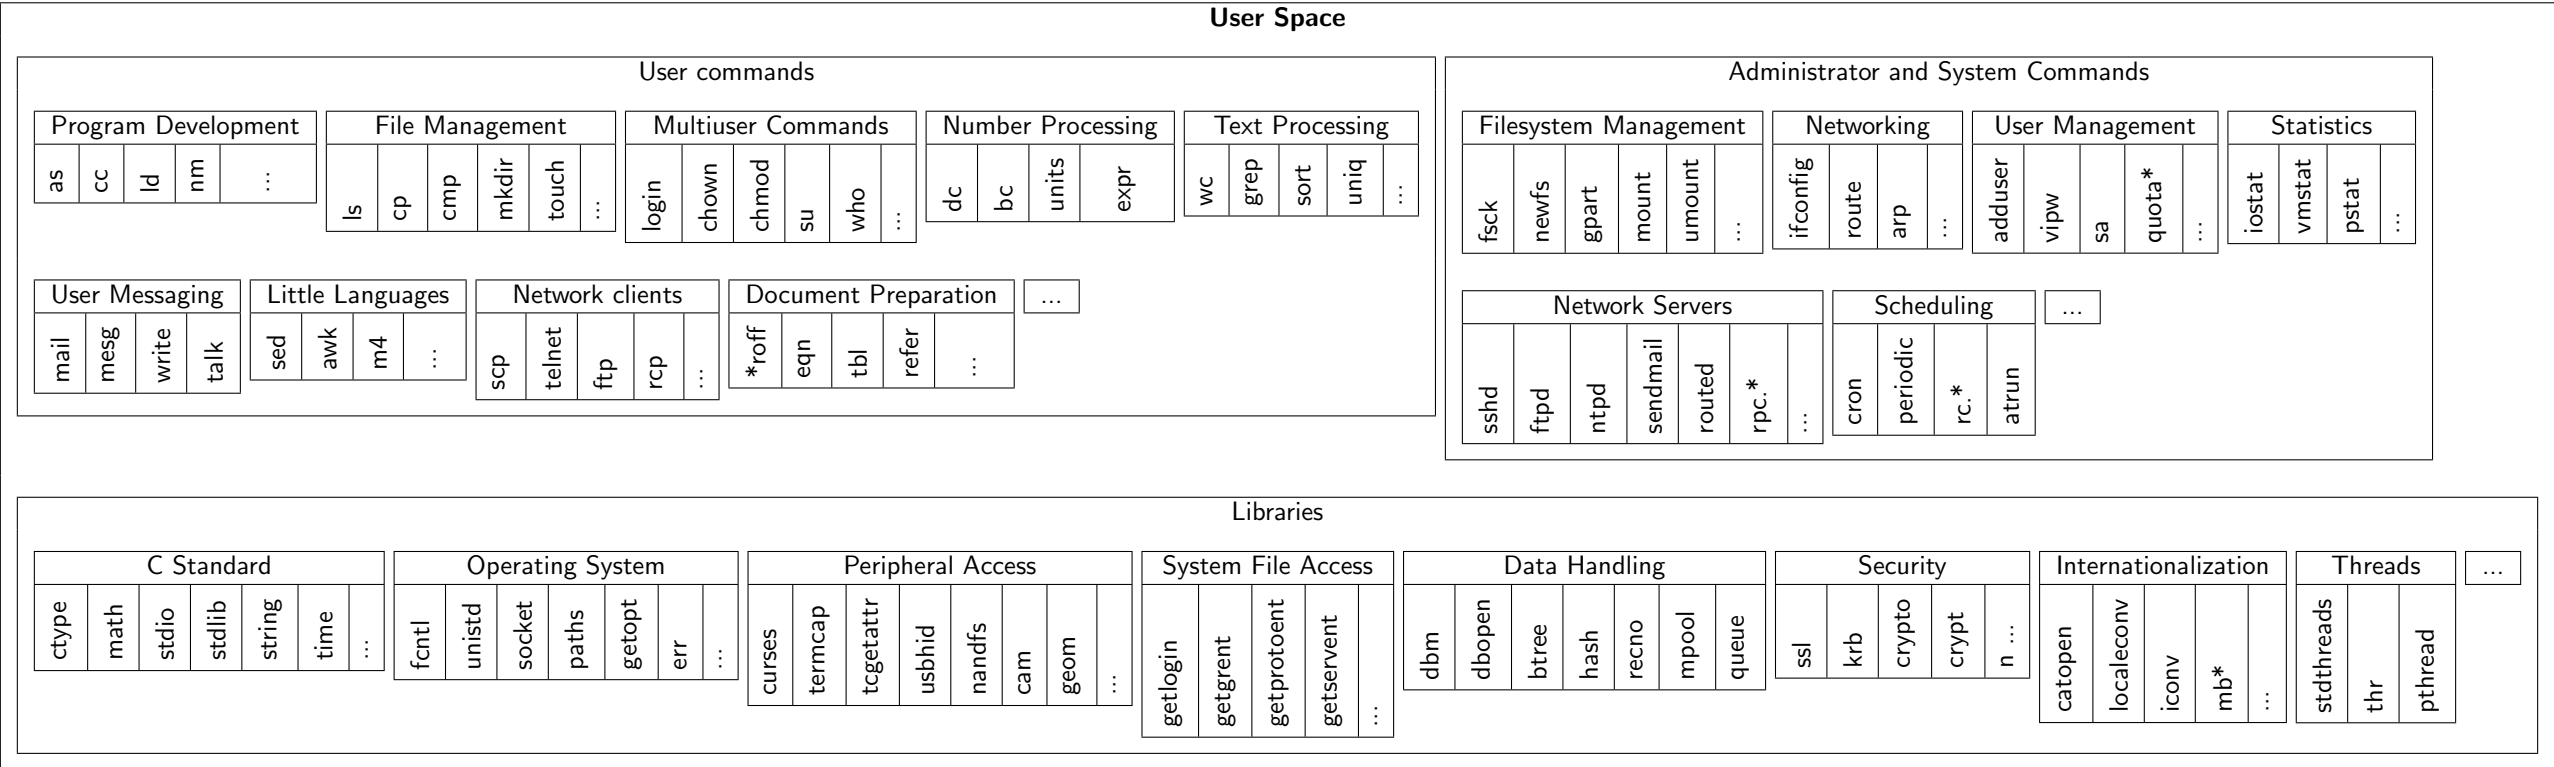 User Space
User commands
Program Development
as
cc
ld
nm
...
File Management
ls
cp
cmp
mkdir
touch
...
Multiuser Commands
login
chown
chmod
su
who
...
Number Processing
dc
bc
units
expr
Text Processing
wc
grep
sort
uniq
...
User Messaging
mail
mesg
write
talk
Little Languages
sed
awk
m4
...
Network clients
scp
telnet
ftp
rcp
...
Document Preparation
*roff
eqn
tbl
refer
...
...
Administrator and System Commands
Filesystem Management
fsck
newfs
gpart
mount
umount
...
Networking
ifconfig
route
arp
...
User Management
adduser
vipw
sa
quota*
...
Statistics
iostat
vmstat
pstat
...
Network Servers
sshd
ftpd
ntpd
sendmail
routed
rpc.*
...
Scheduling
cron
periodic
rc.*
atrun
...
Libraries
C Standard
ctype
math
stdio
stdlib
string
time
...
Operating System
fcntl
unistd
socket
paths
getopt
err
...
Peripheral Access
curses
termcap
tcgetattr
usbhid
nandfs
cam
geom
...
System File Access
getlogin
getgrent
getprotoent
getservent
...
Data Handling
dbm
dbopen
btree
hash
recno
mpool
queue
Security
ssl
krb
crypto
crypt
n ...
Internationalization
catopen
localeconv
iconv
mb*
...
Threads
stdthreads
thr
pthread
...